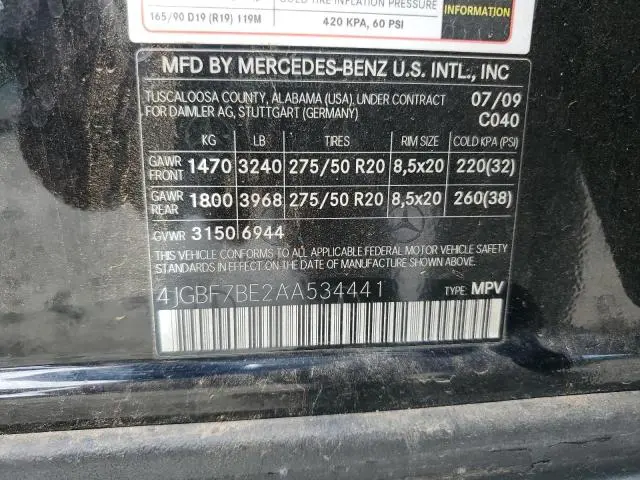 COLD TIRE INFLATION PRESSURE
165/90 D19 (R19) 119M 420 KPA, 60 PSI
INFORMATION
MFD BY MERCEDES-BENZ U.S. INTL., INC
TUSCALOOSA COUNTY, ALABAMA (USA), UNDER CONTRACT 07/09
FOR DAIMLER AG, STUTTGART (GERMANY) C040
KG LB TIRES RIM SIZE COLD KPA (PSI)
GAWR FRONT 1470 3240 275/50 R20 8,5x20 220(32)
GAWR REAR 1800 3968 275/50 R20 8,5x20 260(38)
GVWR 3150 6944
THIS VEHICLE CONFORMS TO ALL APPLICABLE FEDERAL MOTOR VEHICLE SAFETY
STANDARDS IN EFFECT ON THE DATE OF MANUFACTURE SHOWN ABOVE.
4JGBF7BE2AA534441 TYPE: MPV